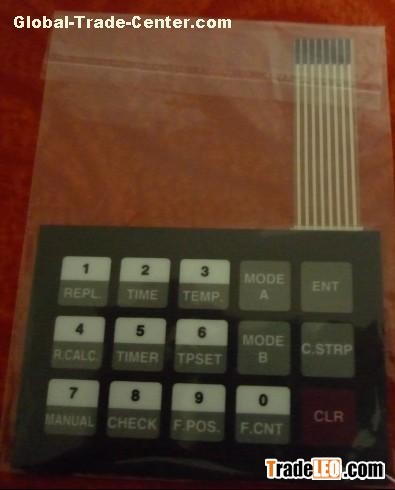 Global-Trade-Center.com
1 2 3 MODE A ENT
REPL. TIME TEMP.
4 5 6 MODE B C.STRP
R.CALC. TIMER TPSET
7 8 9 0 CLR
MANUAL CHECK F.POS. F.CNT
TradeLEO.com